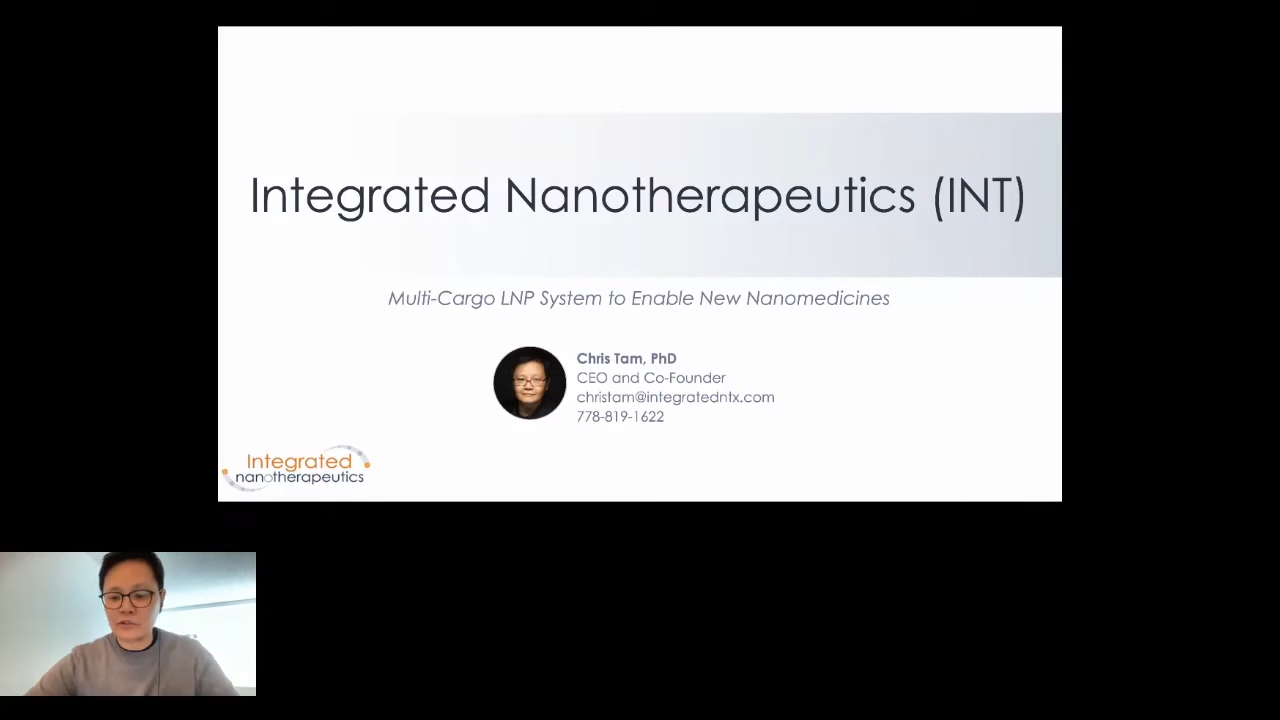 Integrated Nanotherapeutics (INT)
Multi-Cargo LNP System to Enable New Nanomedicines
Chris Tam, PhD
CEO and Co-Founder
christam@integratedntx.com
778-819-1622
Integrated
nanotherapeutics